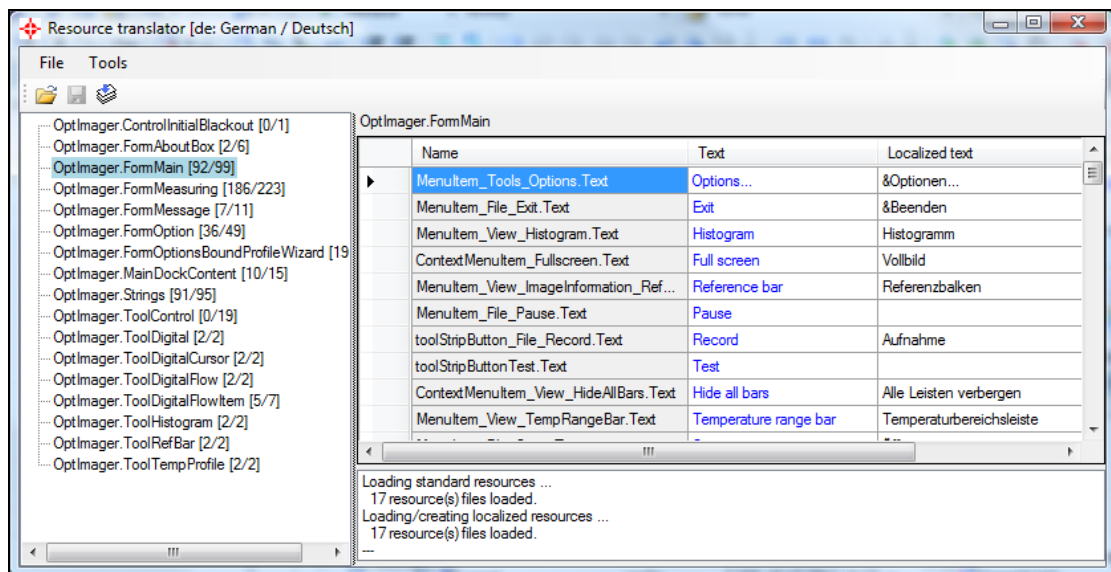 Resource translator [de: German / Deutsch]
File Tools
OptImager.ControlInitialBlackout [0/1]
OptImager.FormAboutBox [2/6]
OptImager.FormMain [92/99]
OptImager.FormMeasuring [186/223]
OptImager.FormMessage [7/11]
OptImager.FormOption [36/49]
OptImager.FormOptionsBoundProfileWizard [19
OptImager.MainDockContent [10/15]
OptImager.Strings [91/95]
OptImager.ToolControl [0/19]
OptImager.ToolDigital [2/2]
OptImager.ToolDigitalCursor [2/2]
OptImager.ToolDigitalFlow [2/2]
OptImager.ToolDigitalFlowItem [5/7]
OptImager.ToolHistogram [2/2]
OptImager.ToolRefBar [2/2]
OptImager.ToolTempProfile [2/2]
OptImager.FormMain
Name Text Localized text
MenuItem_Tools_Options.Text Options... &Optionen...
MenuItem_File_Exit.Text Exit &Beenden
MenuItem_View_Histogram.Text Histogram Histogramm
ContextMenuItem_Fullscreen.Text Full screen Vollbild
MenuItem_View_ImageInformation_Ref... Reference bar Referenzbalken
MenuItem_File_Pause.Text Pause
toolStripButton_File_Record.Text Record Aufnahme
toolStripButtonTest.Text Test
ContextMenuItem_View_HideAllBars.Text Hide all bars Alle Leisten verbergen
MenuItem_View_TempRangeBar.Text Temperature range bar Temperaturbereichsleiste
Loading standard resources ...
17 resource(s) files loaded.
Loading/creating localized resources ...
17 resource(s) files loaded.
---